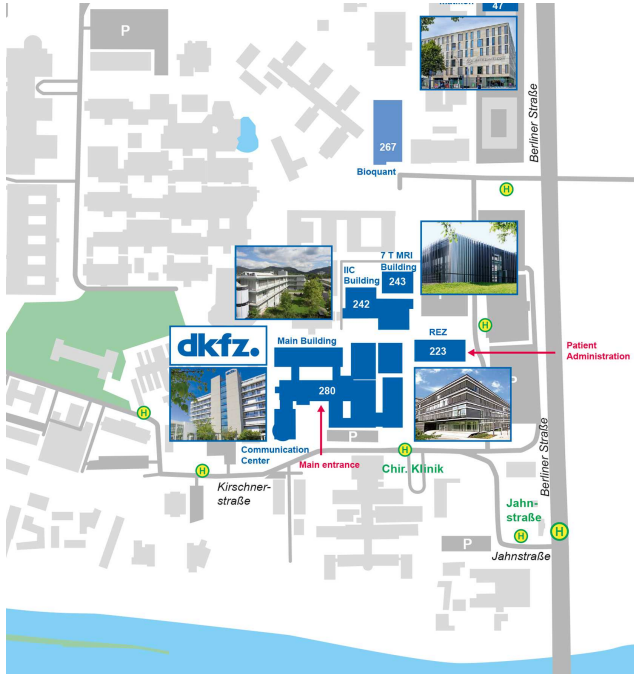 47
P
Berliner Straße
267
Bioquant
H
7 T MRI
Building
243
IIC
Building
242
H
dkfz.
Main Building
REZ
223
Patient
Administration
P
280
H
Communication
Center
Main entrance
P
H
Chir. Klinik
Berliner Straße
H
Kirschner-
straße
Jahn-
straße
H
H
P
Jahnstraße